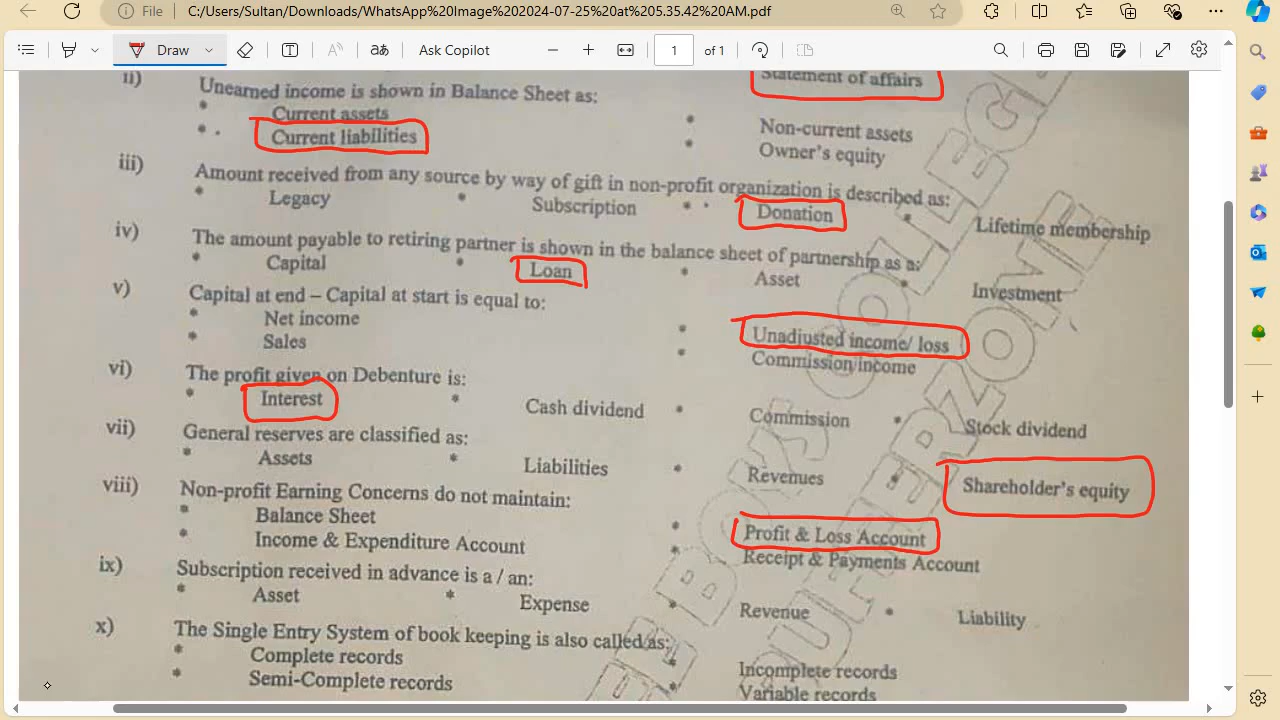 File C:/Users/Sultan/Downloads/WhatsApp%20Image%202024-07-25%20at%205.35.42%20AM.pdf
Draw
Ask Copilot
1 of 1
Statement of affairs
ii) Unearned income is shown in Balance Sheet as:
* Current assets * Non-current assets
* Current liabilities * Owner's equity
iii) Amount received from any source by way of gift in non-profit organization is described as:
* Legacy * Subscription * Donation * Lifetime membership
iv) The amount payable to retiring partner is shown in the balance sheet of partnership as a:
* Capital * Loan * Asset * Investment
v) Capital at end – Capital at start is equal to:
* Net income * Unadjusted income/ loss
* Sales * Commission income
vi) The profit given on Debenture is:
* Interest * Cash dividend * Commission * Stock dividend
vii) General reserves are classified as:
* Assets * Liabilities * Revenues * Shareholder's equity
viii) Non-profit Earning Concerns do not maintain:
* Balance Sheet * Profit & Loss Account
* Income & Expenditure Account * Receipt & Payments Account
ix) Subscription received in advance is a / an:
* Asset * Expense * Revenue * Liability
x) The Single Entry System of book keeping is also called as:
* Complete records * Incomplete records
* Semi-Complete records * Variable records